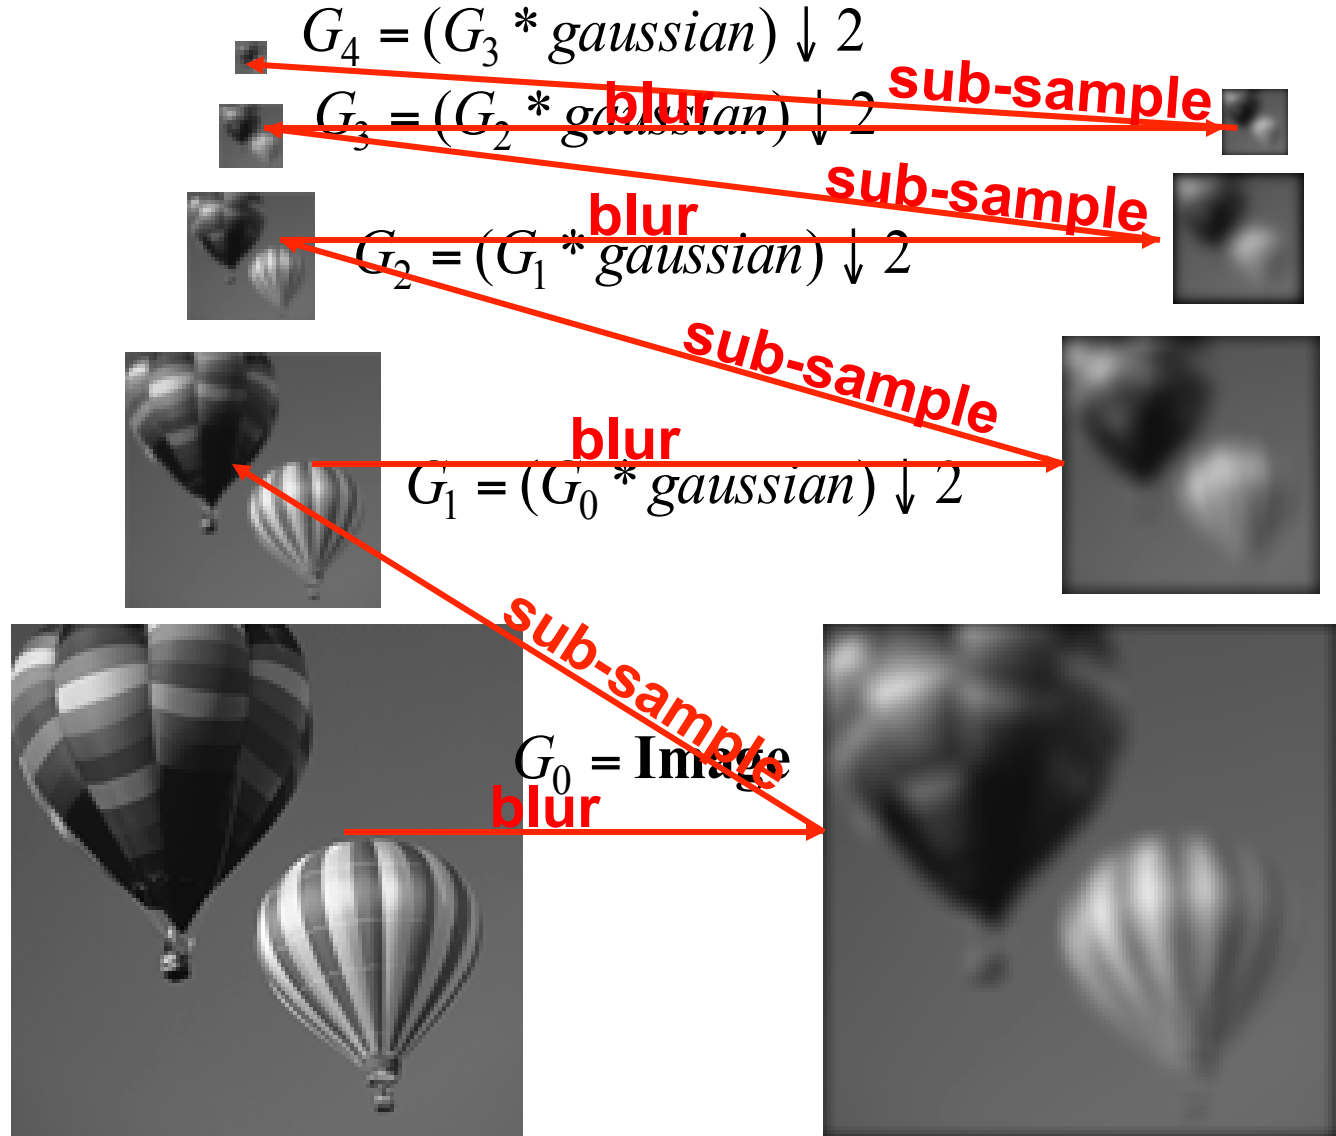 G₄ = (G₃ * gaussian) ↓ 2
sub-sample
blur
G₃ = (G₂ * gaussian) ↓ 2
sub-sample
blur
G₂ = (G₁ * gaussian) ↓ 2
sub-sample
blur
G₁ = (G₀ * gaussian) ↓ 2
sub-sample
G₀ = Image
blur